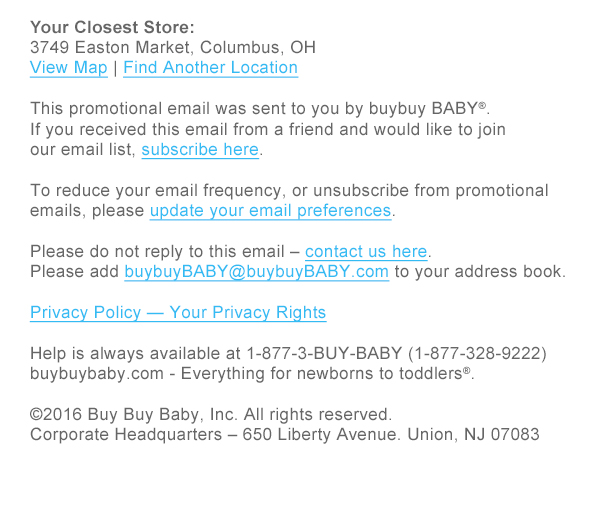 Your Closest Store:
3749 Easton Market, Columbus, OH
View Map | Find Another Location
This promotional email was sent to you by buybuy BABY®.
If you received this email from a friend and would like to join
our email list, subscribe here.
To reduce your email frequency, or unsubscribe from promotional
emails, please update your email preferences.
Please do not reply to this email – contact us here.
Please add buybuyBABY@buybuyBABY.com to your address book.
Privacy Policy — Your Privacy Rights
Help is always available at 1-877-3-BUY-BABY (1-877-328-9222)
buybuybaby.com - Everything for newborns to toddlers®.
©2016 Buy Buy Baby, Inc. All rights reserved.
Corporate Headquarters – 650 Liberty Avenue. Union, NJ 07083